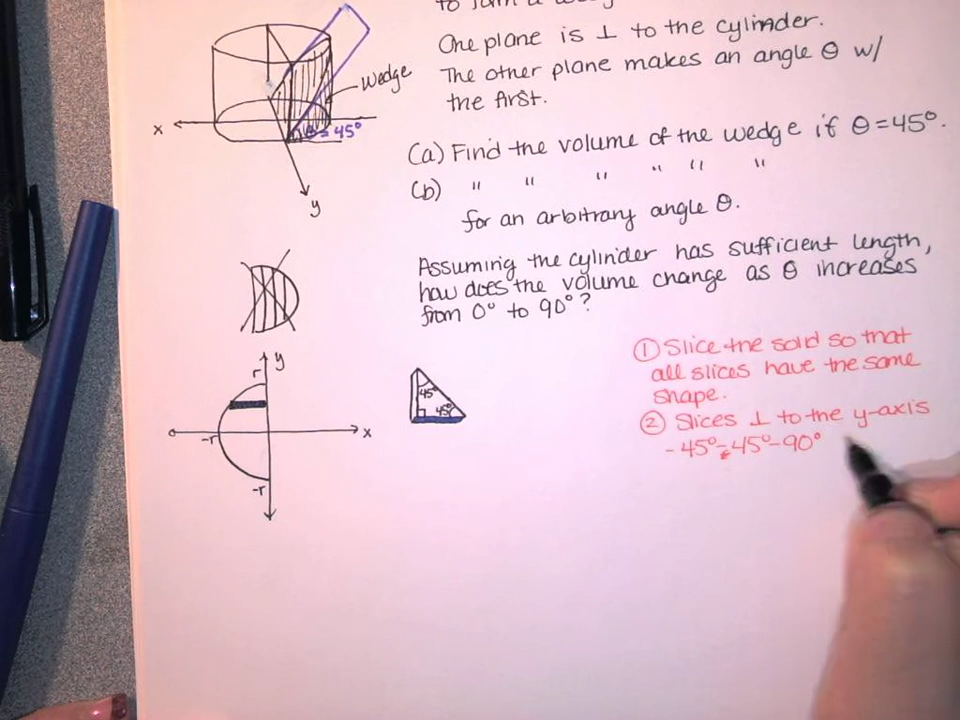 to form a
One plane is ⊥ to the cylinder.
The other plane makes an angle θ w/
the first.
Wedge
x
θ = 45°
y
(a) Find the volume of the wedge if θ = 45°.
(b) " " " " " "
for an arbitrary angle θ.
Assuming the cylinder has sufficient length,
how does the volume change as θ increases
from 0° to 90°?
① Slice the solid so that
all slices have the same
shape.
② Slices ⊥ to the y-axis
- 45°-45°-90°
y
r
-r
x
-r
45°
45°